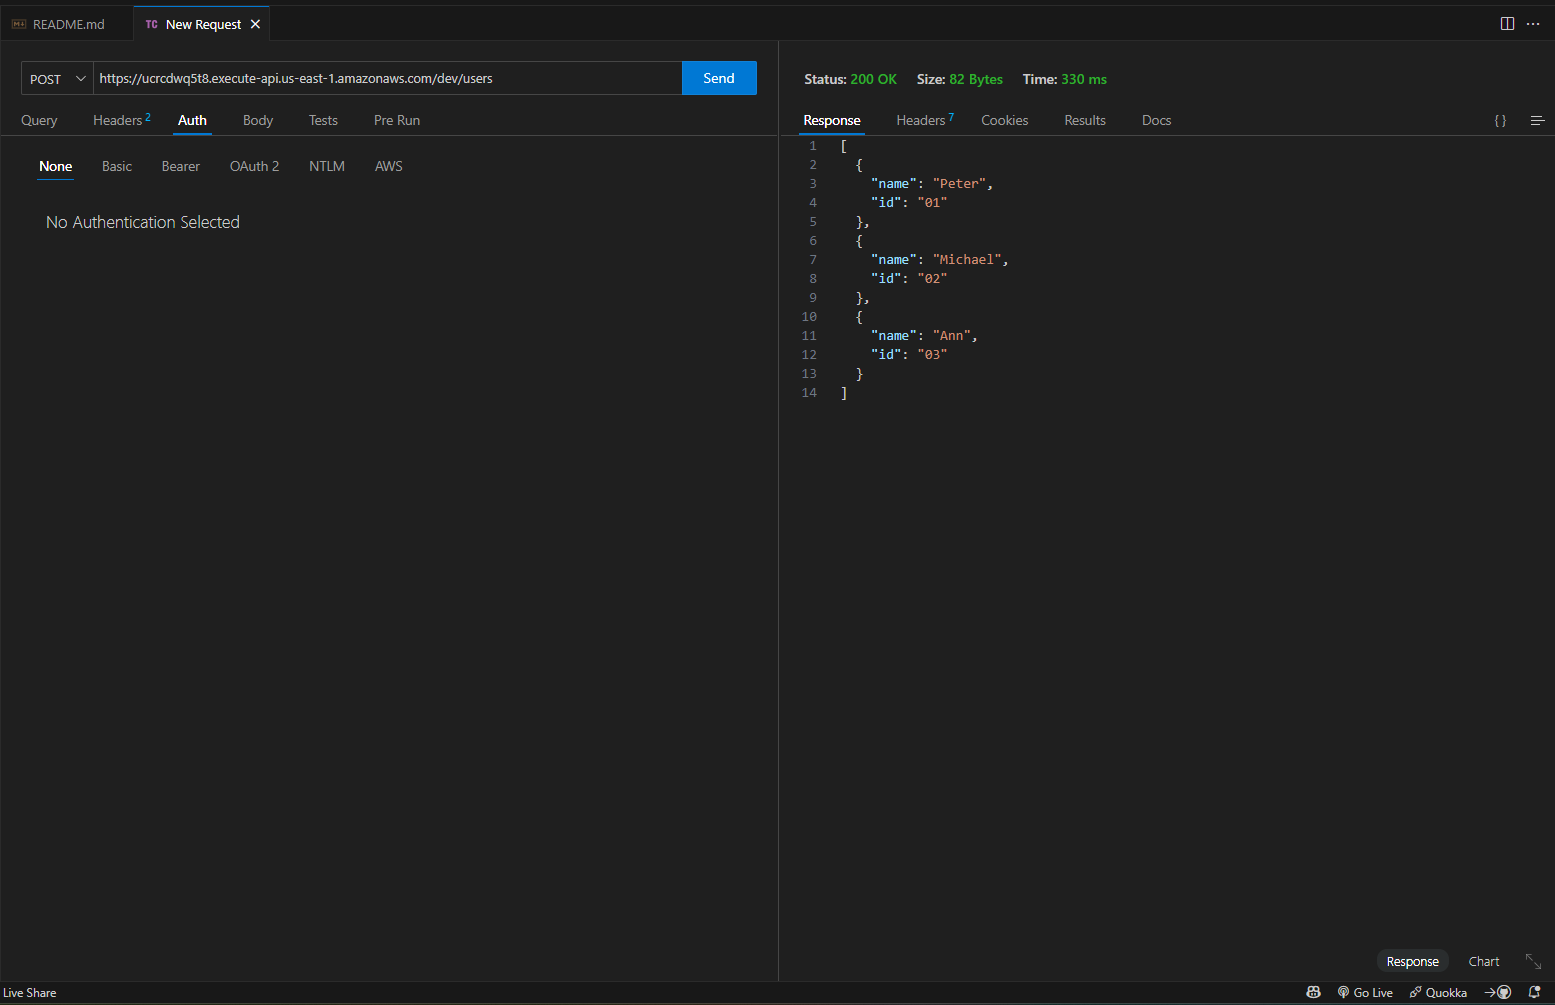 README.md
TC New Request
POST https://ucrcdwq5t8.execute-api.us-east-1.amazonaws.com/dev/users Send
Query Headers 2 Auth Body Tests Pre Run
None Basic Bearer OAuth 2 NTLM AWS
No Authentication Selected
Status: 200 OK Size: 82 Bytes Time: 330 ms
Response Headers 7 Cookies Results Docs {}
1 [
2 {
3 "name": "Peter",
4 "id": "01"
5 },
6 {
7 "name": "Michael",
8 "id": "02"
9 },
10 {
11 "name": "Ann",
12 "id": "03"
13 }
14 ]
Response Chart
Live Share Go Live Quokka